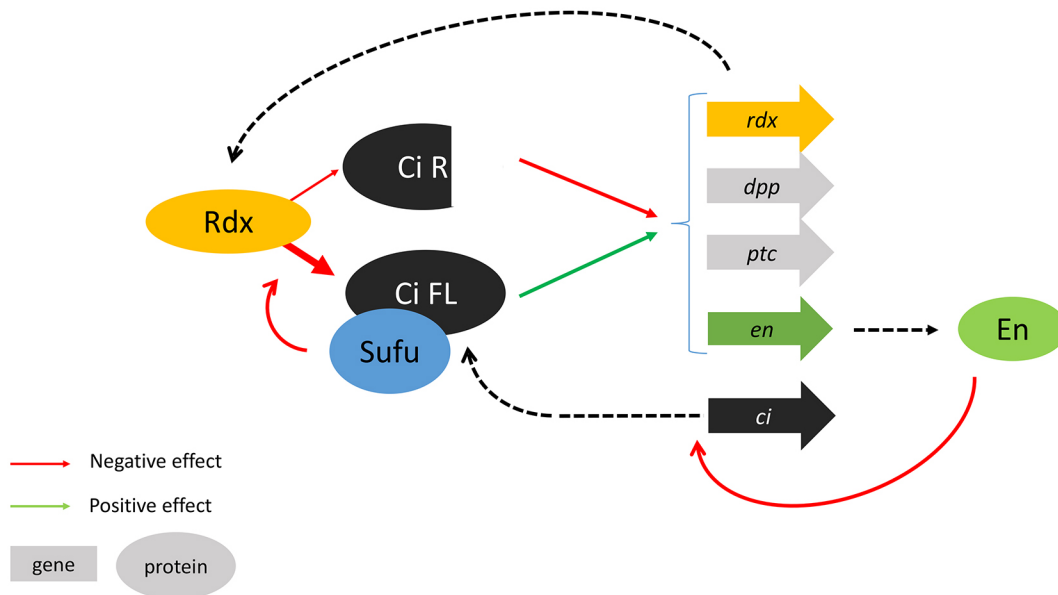 rdx
Ci R
dpp
Rdx
ptc
Ci FL
en
En
Sufu
ci
Negative effect
Positive effect
gene
protein